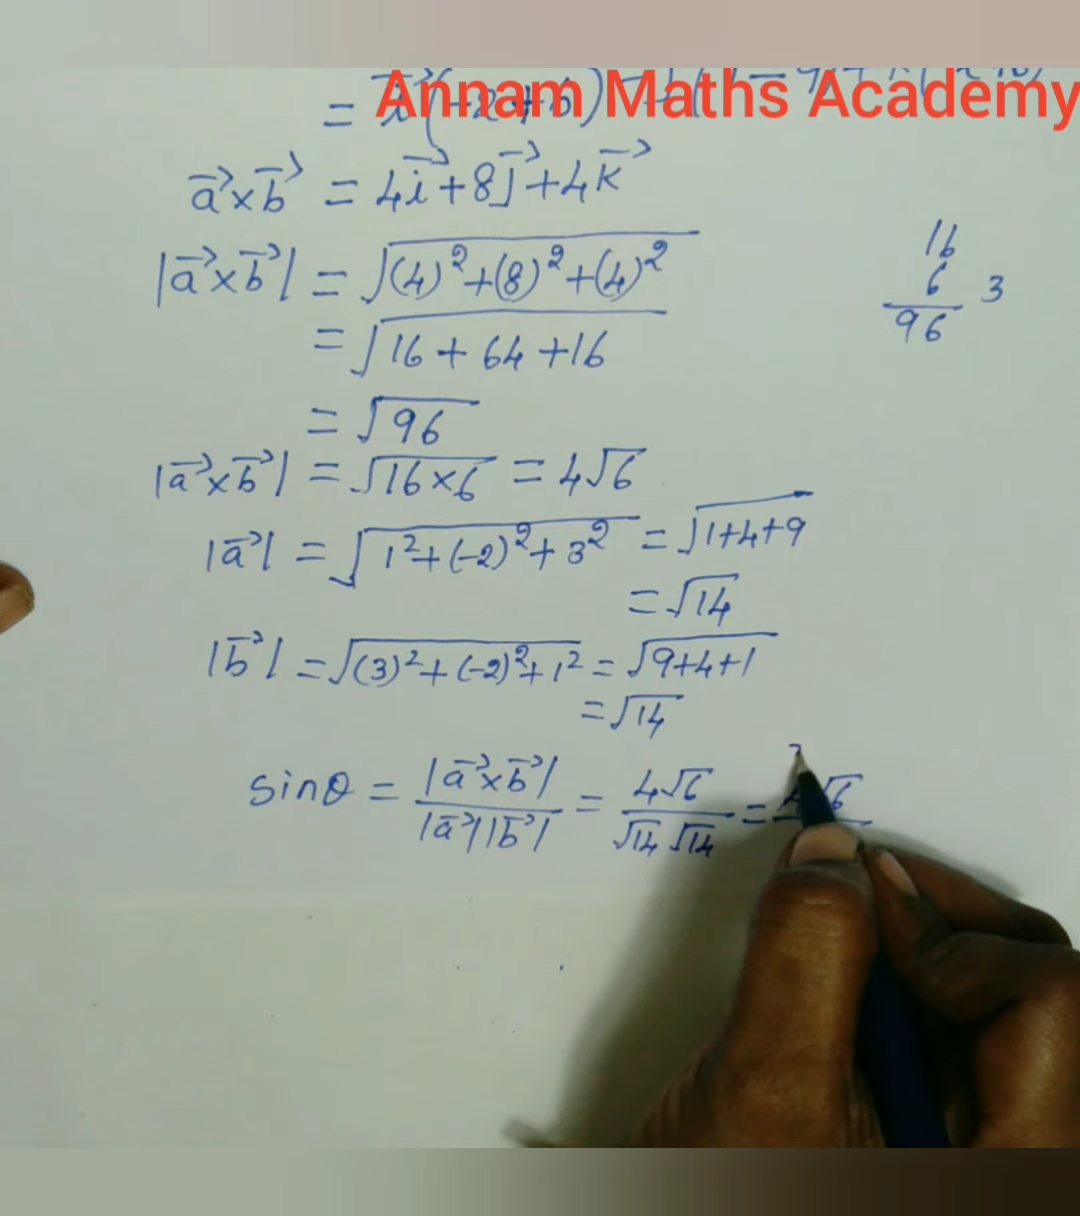 Annam Maths Academy
a⃗×b⃗ = 4i⃗+8j⃗+4k⃗
|a⃗×b⃗| = √(4)²+(8)²+(4)²
16
6 3
96
= √16+64+16
= √96
|a⃗×b⃗| = √16×6 = 4√6
|a⃗| = √1²+(-2)²+3² = √1+4+9
= √14
|b⃗| = √(3)²+(-2)²+1² = √9+4+1
= √14
sinθ = |a⃗×b⃗| / |a⃗||b⃗| = 4√6 / √14 √14 =